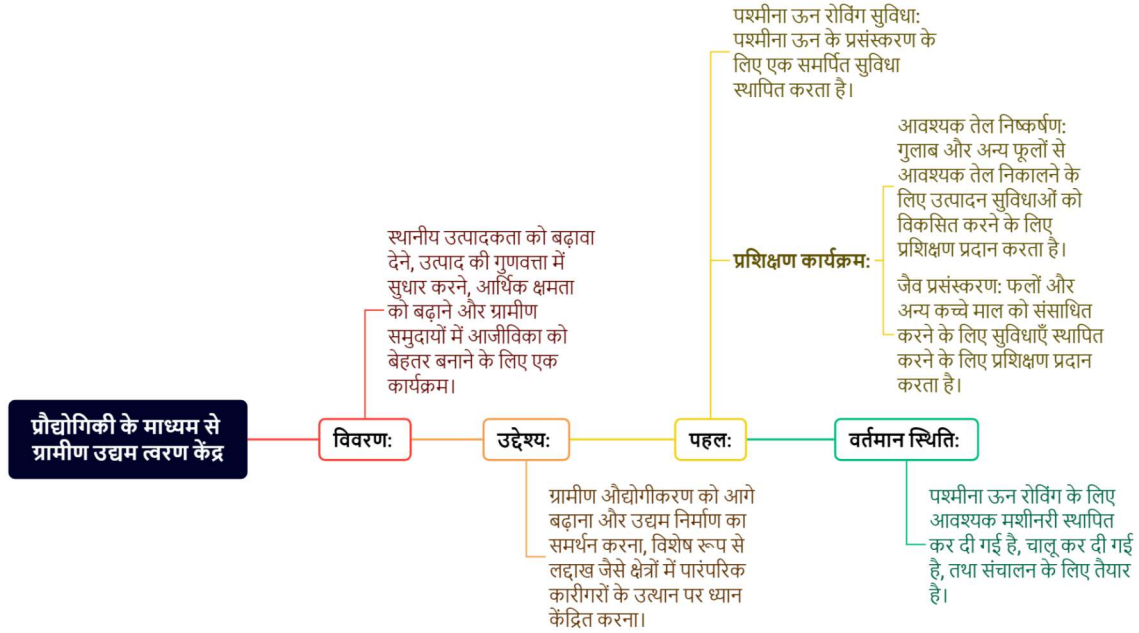 प्रौद्योगिकी के माध्यम से
ग्रामीण उद्यम त्वरण केंद्र
विवरण:
स्थानीय उत्पादकता को बढ़ावा
देने, उत्पाद की गुणवत्ता में
सुधार करने, आर्थिक क्षमता
को बढ़ाने और ग्रामीण
समुदायों में आजीविका को
बेहतर बनाने के लिए एक
कार्यक्रम।
उद्देश्य:
ग्रामीण औद्योगीकरण को आगे
बढ़ाना और उद्यम निर्माण का
समर्थन करना, विशेष रूप से
लद्दाख जैसे क्षेत्रों में पारंपरिक
कारीगरों के उत्थान पर ध्यान
केंद्रित करना।
पहल:
पश्मीना ऊन रोविंग सुविधा:
पश्मीना ऊन के प्रसंस्करण के
लिए एक समर्पित सुविधा
स्थापित करता है।
प्रशिक्षण कार्यक्रम:
आवश्यक तेल निष्कर्षण:
गुलाब और अन्य फूलों से
आवश्यक तेल निकालने के
लिए उत्पादन सुविधाओं को
विकसित करने के लिए
प्रशिक्षण प्रदान करता है।
जैव प्रसंस्करण: फलों और
अन्य कच्चे माल को संसाधित
करने के लिए सुविधाएँ स्थापित
करने के लिए प्रशिक्षण प्रदान
करता है।
वर्तमान स्थिति:
पश्मीना ऊन रोविंग के लिए
आवश्यक मशीनरी स्थापित
कर दी गई है, चालू कर दी गई
है, तथा संचालन के लिए तैयार
है।